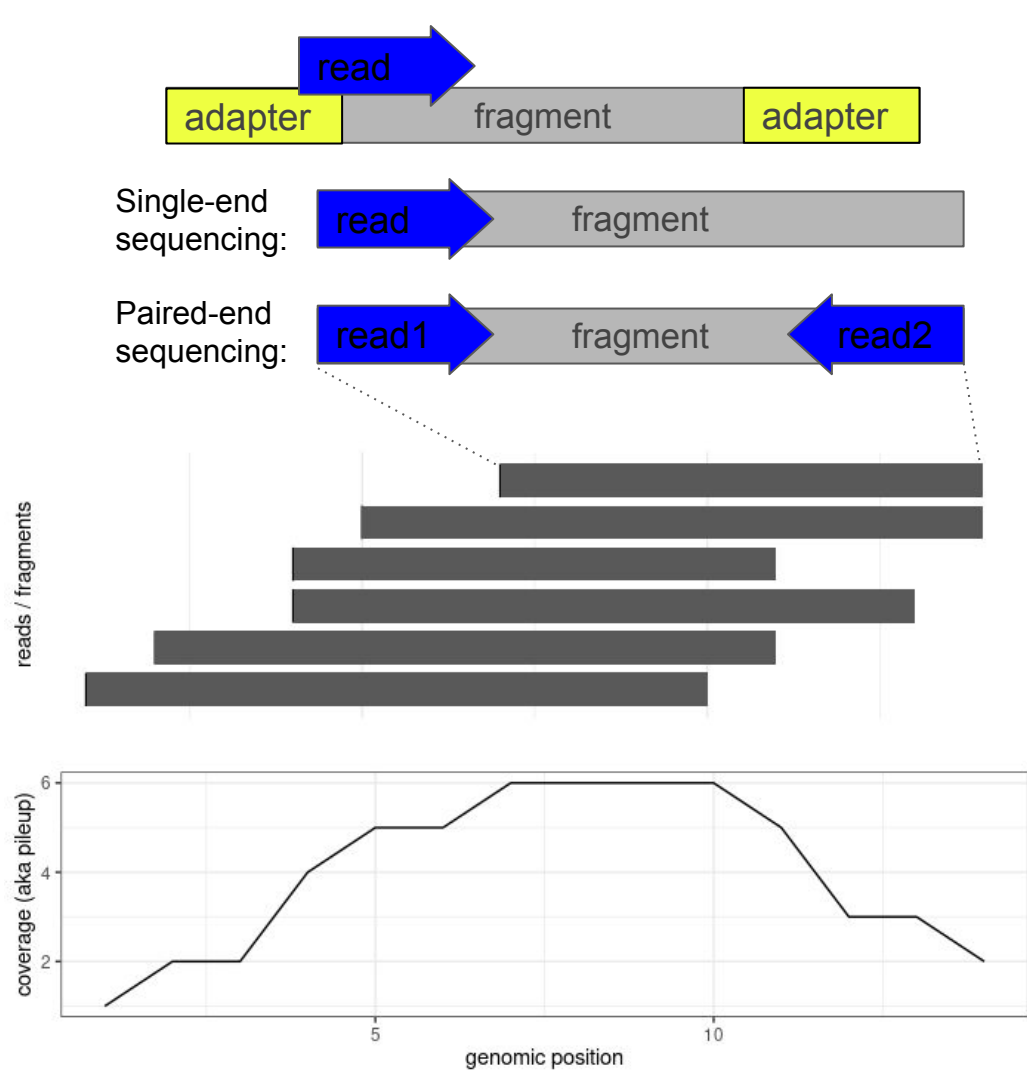 read
adapter
fragment
adapter
Single-end
sequencing:
read
fragment
Paired-end
sequencing:
read1
fragment
read2
reads / fragments
coverage (aka pileup)
6
4
2
5
10
genomic position